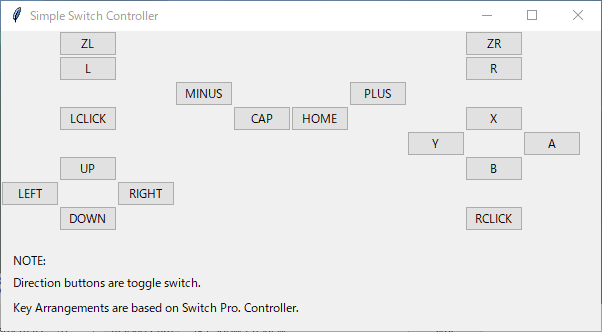 Simple Switch Controller
ZL ZR
L R
MINUS PLUS
LCLICK CAP HOME X
Y A
UP B
LEFT RIGHT
DOWN RCLICK
NOTE:
Direction buttons are toggle switch.
Key Arrangements are based on Switch Pro. Controller.